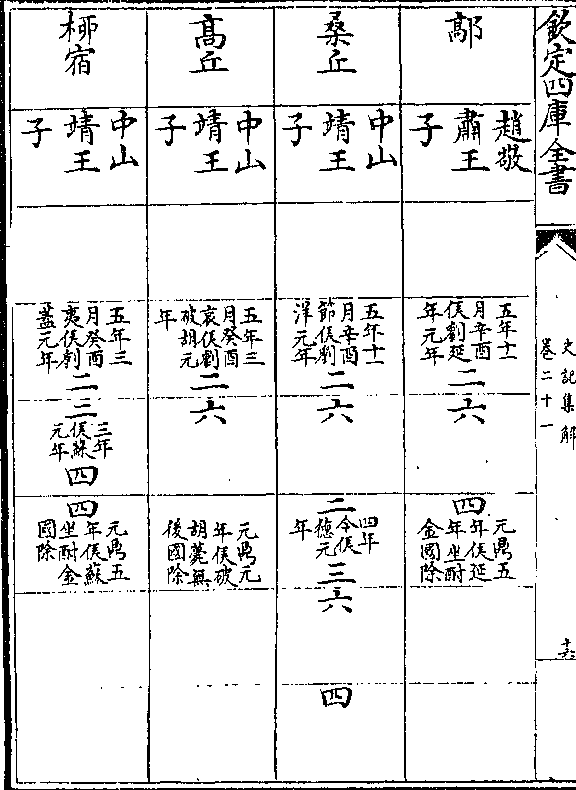 欽定四庫全書
史記集解
卷二十一
鄗
趙敬
肅王
子
五年十一
月辛酉
侯劉延
年元年
二
六
四
元鼎五
年侯延
年坐酎
金國除
桑丘
中山
靖王
子
五年十一
月辛酉
節侯劉
洋元年
二
六
二
四年
今侯
德元
年
三
六
四
高丘
中山
靖王
子
五年三
月癸酉
哀侯劉
破胡元
年
二
六
元鼎元
年侯破
胡薨無
後國除
柳宿
中山
靖王
子
五年三
月癸酉
夷侯劉
蓋元年
二
三
三年
侯蘇
元年
四
四
元鼎五
年侯蘇
坐酎金
國除